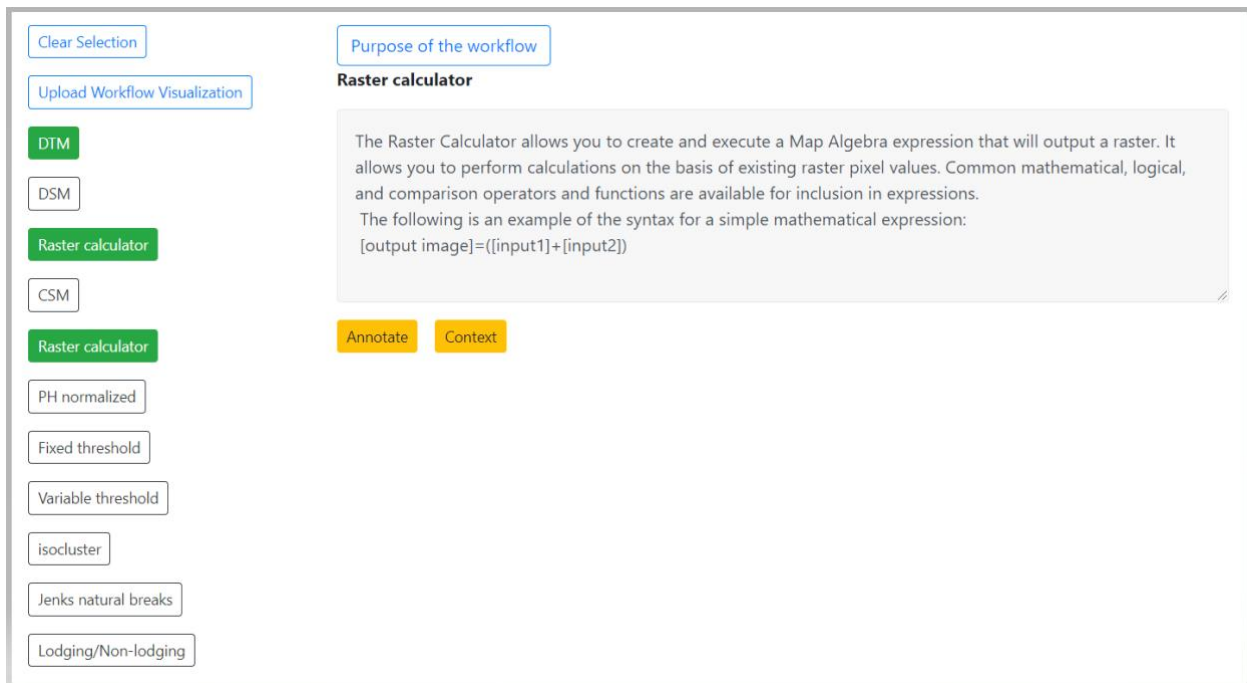 Clear Selection
Upload Workflow Visualization
DTM
DSM
Raster calculator
CSM
Raster calculator
PH normalized
Fixed threshold
Variable threshold
isocluster
Jenks natural breaks
Lodging/Non-lodging
Purpose of the workflow
Raster calculator
The Raster Calculator allows you to create and execute a Map Algebra expression that will output a raster. It
allows you to perform calculations on the basis of existing raster pixel values. Common mathematical, logical,
and comparison operators and functions are available for inclusion in expressions.
The following is an example of the syntax for a simple mathematical expression:
[output image]=([input1]+[input2])
Annotate
Context